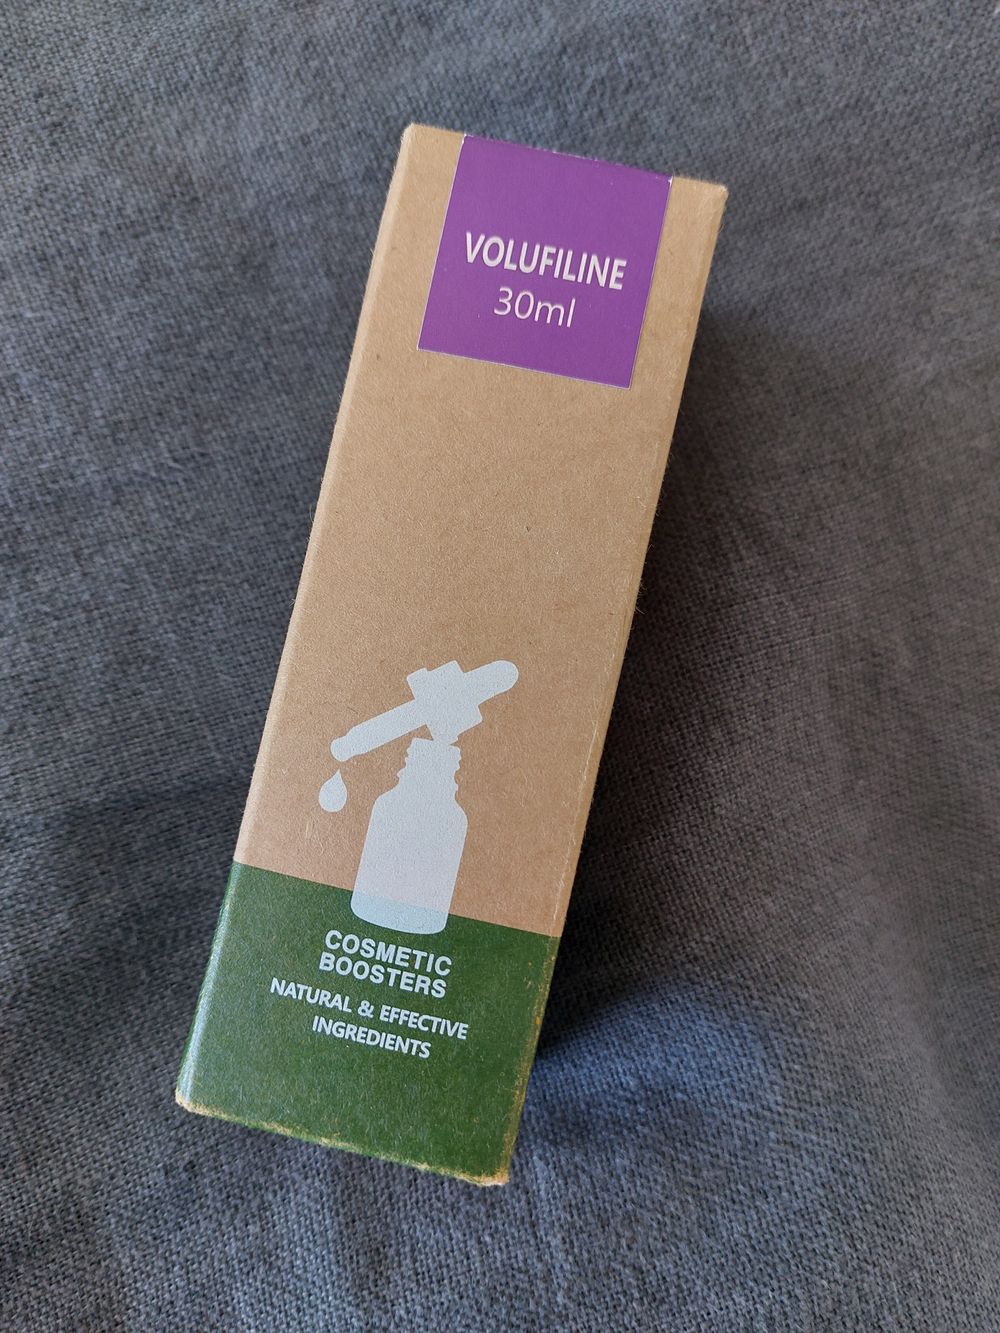 VOLUFILINE
30ml
COSMETIC
BOOSTERS
NATURAL & EFFECTIVE
INGREDIENTS